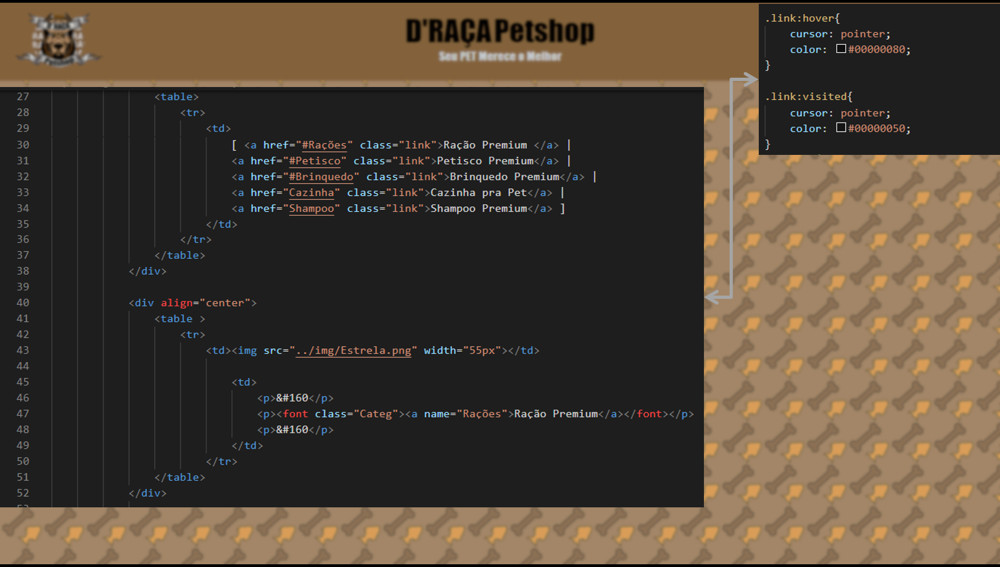 D'RAÇA Petshop
Seu PET Merece o Melhor
.link:hover{
cursor: pointer;
color: #00000080;
}
.link:visited{
cursor: pointer;
color: #00000050;
}
27 <table>
28 <tr>
29 <td>
30 [ <a href="#Rações" class="link">Ração Premium </a> |
31 <a href="#Petisco" class="link">Petisco Premium</a> |
32 <a href="#Brinquedo" class="link">Brinquedo Premium</a> |
33 <a href="Cazinha" class="link">Cazinha pra Pet</a> |
34 <a href="Shampoo" class="link">Shampoo Premium</a> ]
35 </td>
36 </tr>
37 </table>
38 </div>
39
40 <div align="center">
41 <table >
42 <tr>
43 <td><img src="../img/Estrela.png" width="55px"></td>
44
45 <td>
46 <p>&#160</p>
47 <p><font class="Categ"><a name="Rações">Ração Premium</a></font></p>
48 <p>&#160</p>
49 </td>
50 </tr>
51 </table>
52 </div>